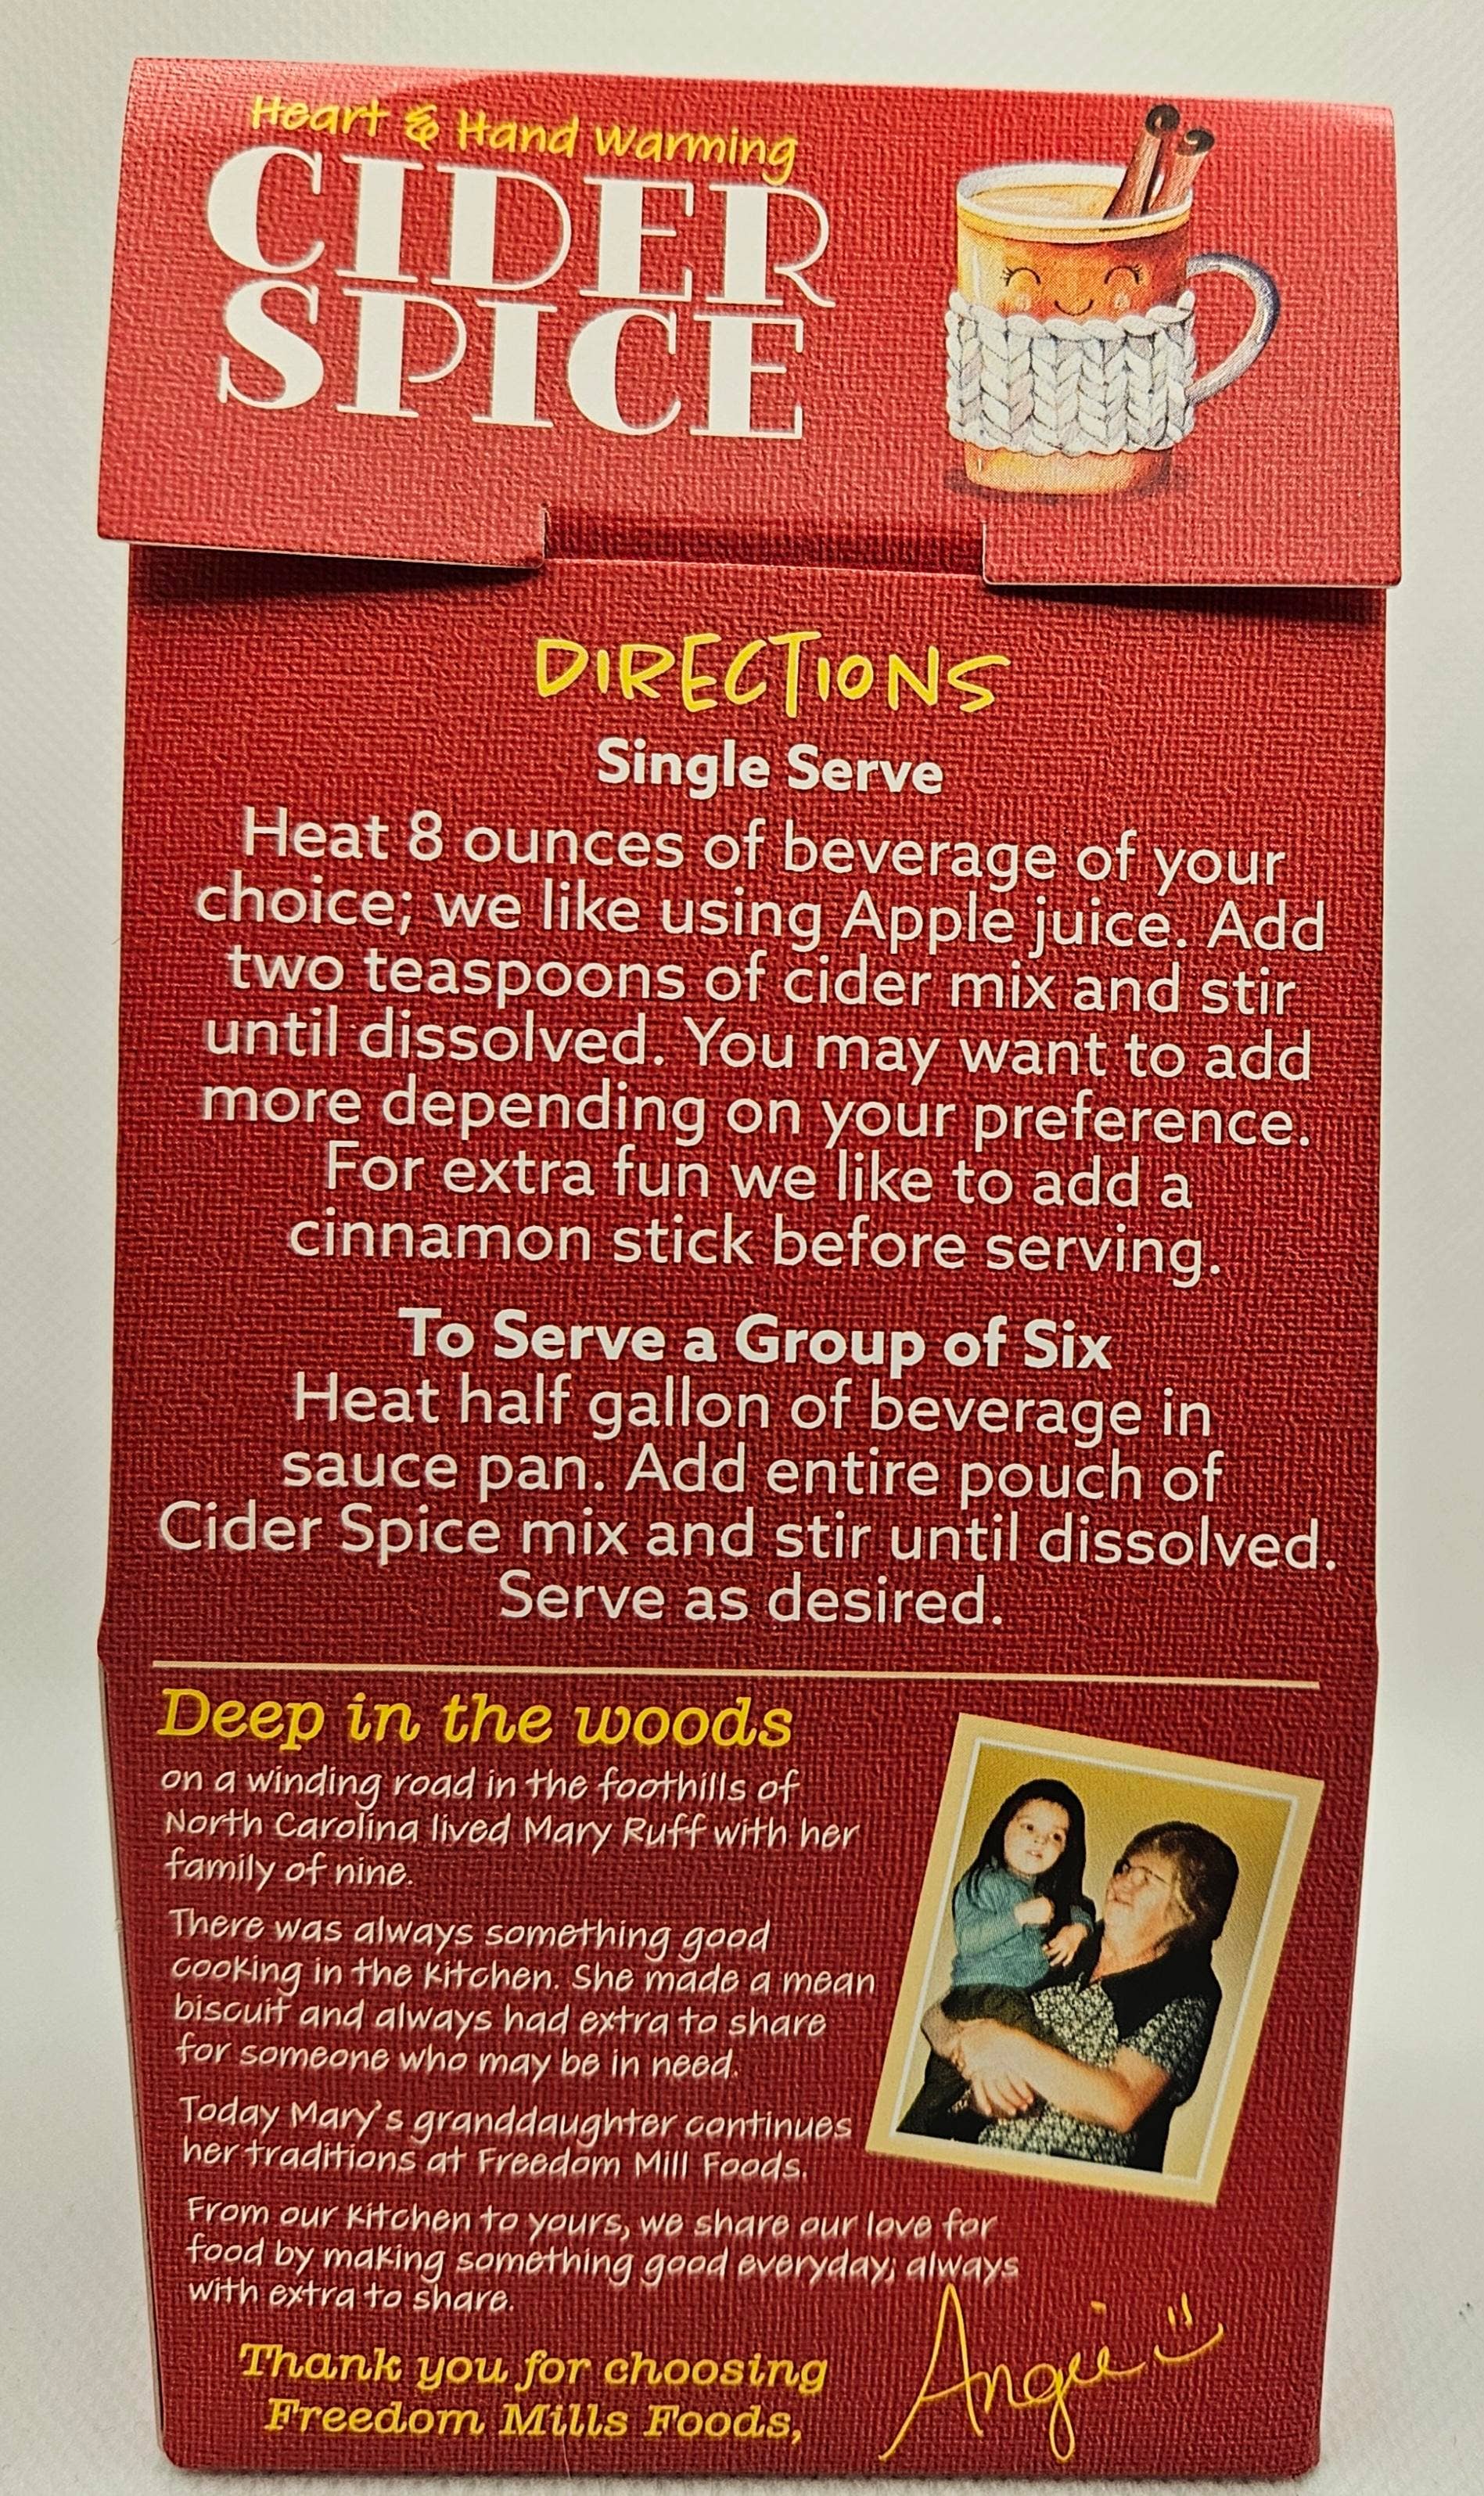 Heart & Hand Warming
CIDER
SPICE
DIRECTIONS
Single Serve
Heat 8 ounces of beverage of your
choice; we like using Apple juice. Add
two teaspoons of cider mix and stir
until dissolved. You may want to add
more depending on your preference.
For extra fun we like to add a
cinnamon stick before serving.
To Serve a Group of Six
Heat half gallon of beverage in
sauce pan. Add entire pouch of
Cider Spice mix and stir until dissolved.
Serve as desired.
Deep in the woods
on a winding road in the foothills of
North Carolina lived Mary Ruff with her
family of nine.
There was always something good
cooking in the kitchen. She made a mean
biscuit and always had extra to share
for someone who may be in need.
Today Mary's granddaughter continues
her traditions at Freedom Mill Foods.
From our kitchen to yours, we share our love for
food by making something good everyday; always
with extra to share.
Thank you for choosing
Freedom Mills Foods,
Angie